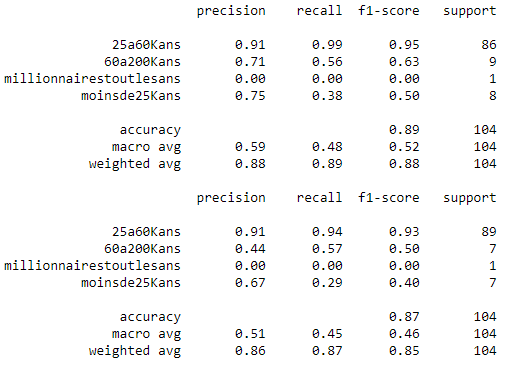 precision recall f1-score support
25a60Kans 0.91 0.99 0.95 86
60a200Kans 0.71 0.56 0.63 9
millionnairestoutlesans 0.00 0.00 0.00 1
moinsde25Kans 0.75 0.38 0.50 8
accuracy 0.89 104
macro avg 0.59 0.48 0.52 104
weighted avg 0.88 0.89 0.88 104
precision recall f1-score support
25a60Kans 0.91 0.94 0.93 89
60a200Kans 0.44 0.57 0.50 7
millionnairestoutlesans 0.00 0.00 0.00 1
moinsde25Kans 0.67 0.29 0.40 7
accuracy 0.87 104
macro avg 0.51 0.45 0.46 104
weighted avg 0.86 0.87 0.85 104